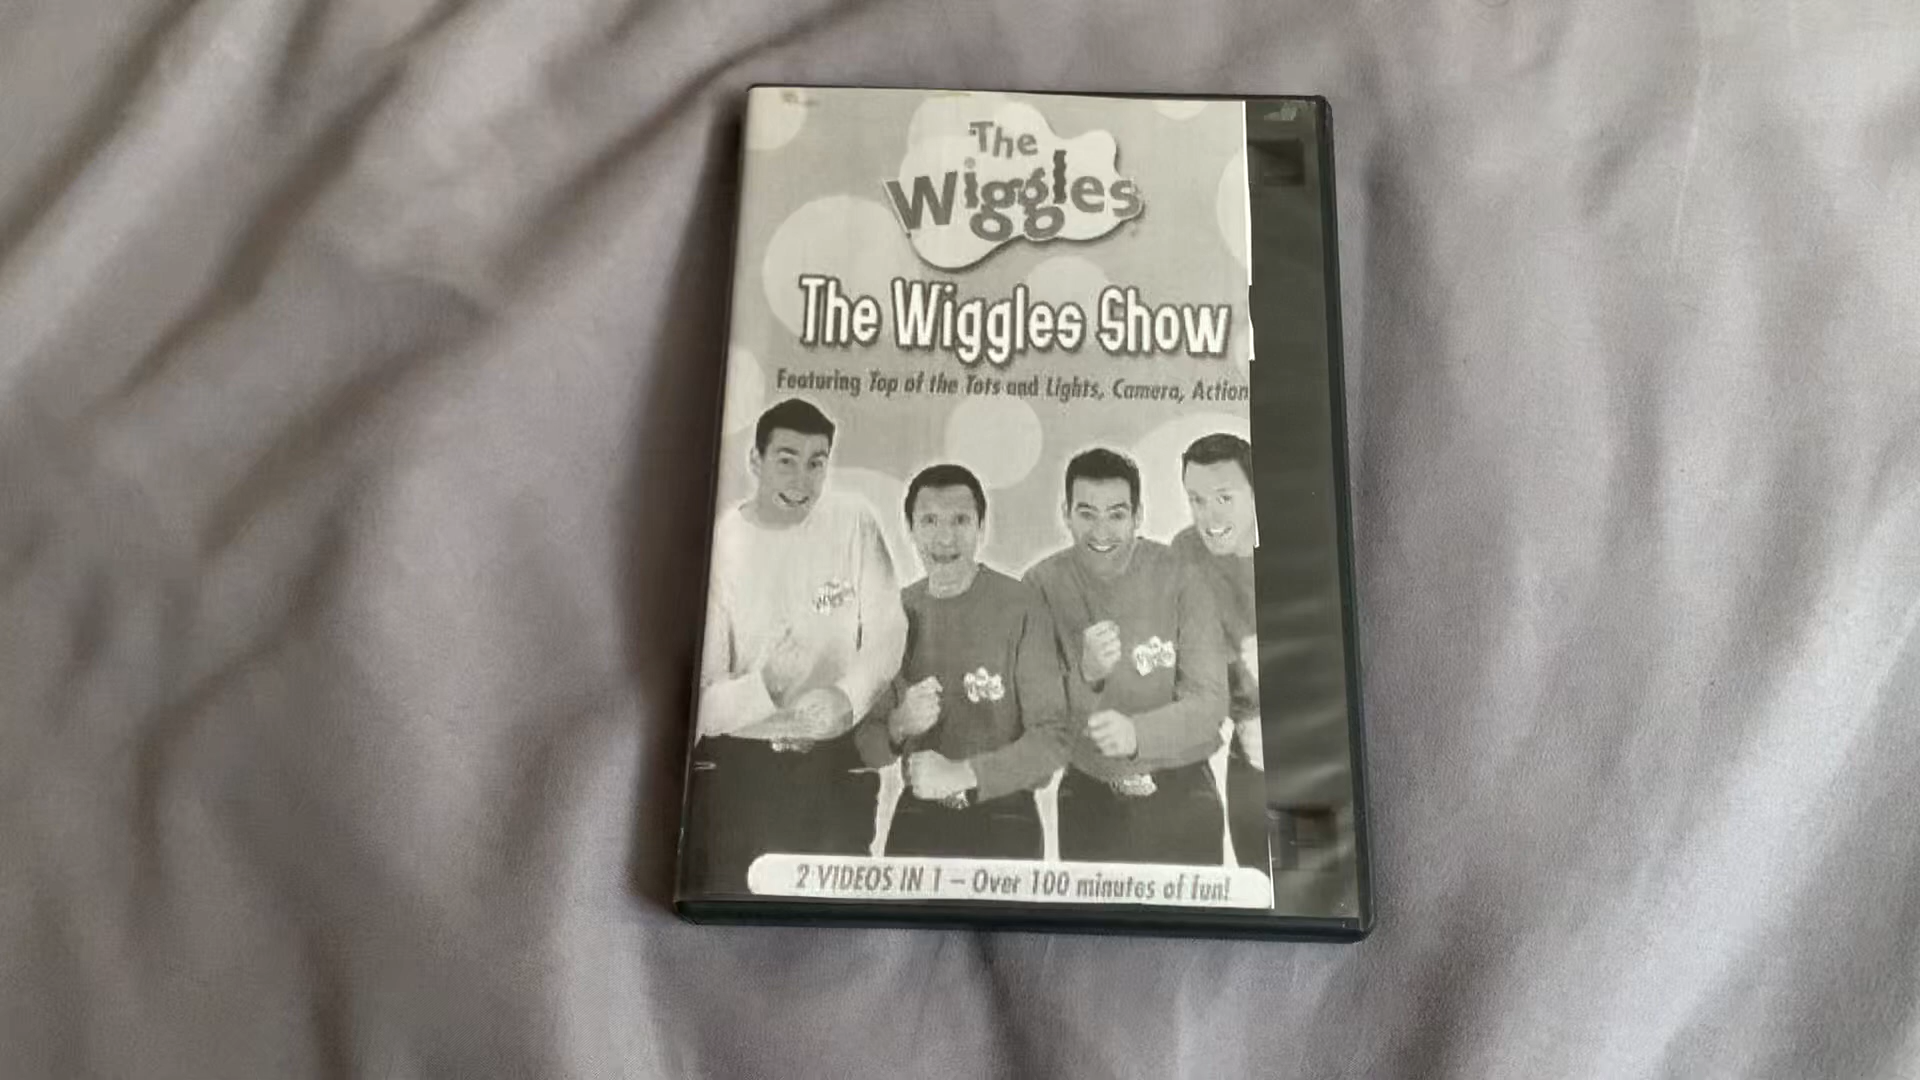 The
Wiggles
The Wiggles Show
Featuring Top of the Tots and Lights, Camera, Action
2 VIDEOS IN 1 – Over 100 minutes of fun!